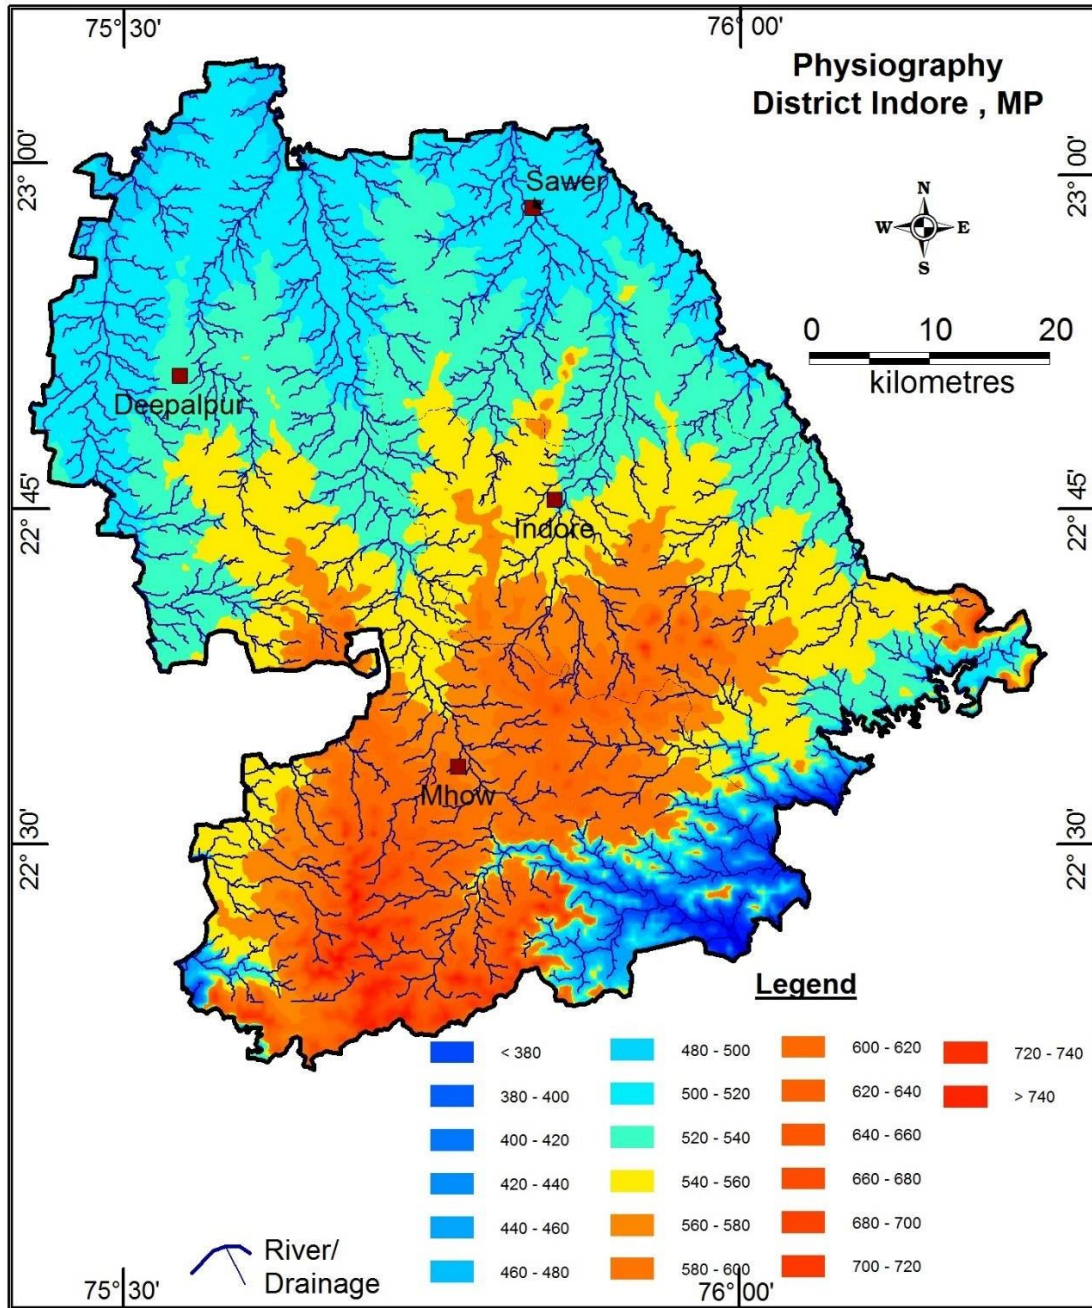 75° 30'
76° 00'
Physiography
District Indore , MP
23° 00'
23° 00'
Sawer
N
W
E
S
0
10
20
kilometres
Deepalpur
22° 45'
22° 45'
Indore
Mhow
22° 30'
22° 30'
Legend
< 380
380 - 400
400 - 420
420 - 440
440 - 460
460 - 480
480 - 500
500 - 520
520 - 540
540 - 560
560 - 580
580 - 600
600 - 620
620 - 640
640 - 660
660 - 680
680 - 700
700 - 720
720 - 740
> 740
River/
Drainage
75° 30'
76° 00'